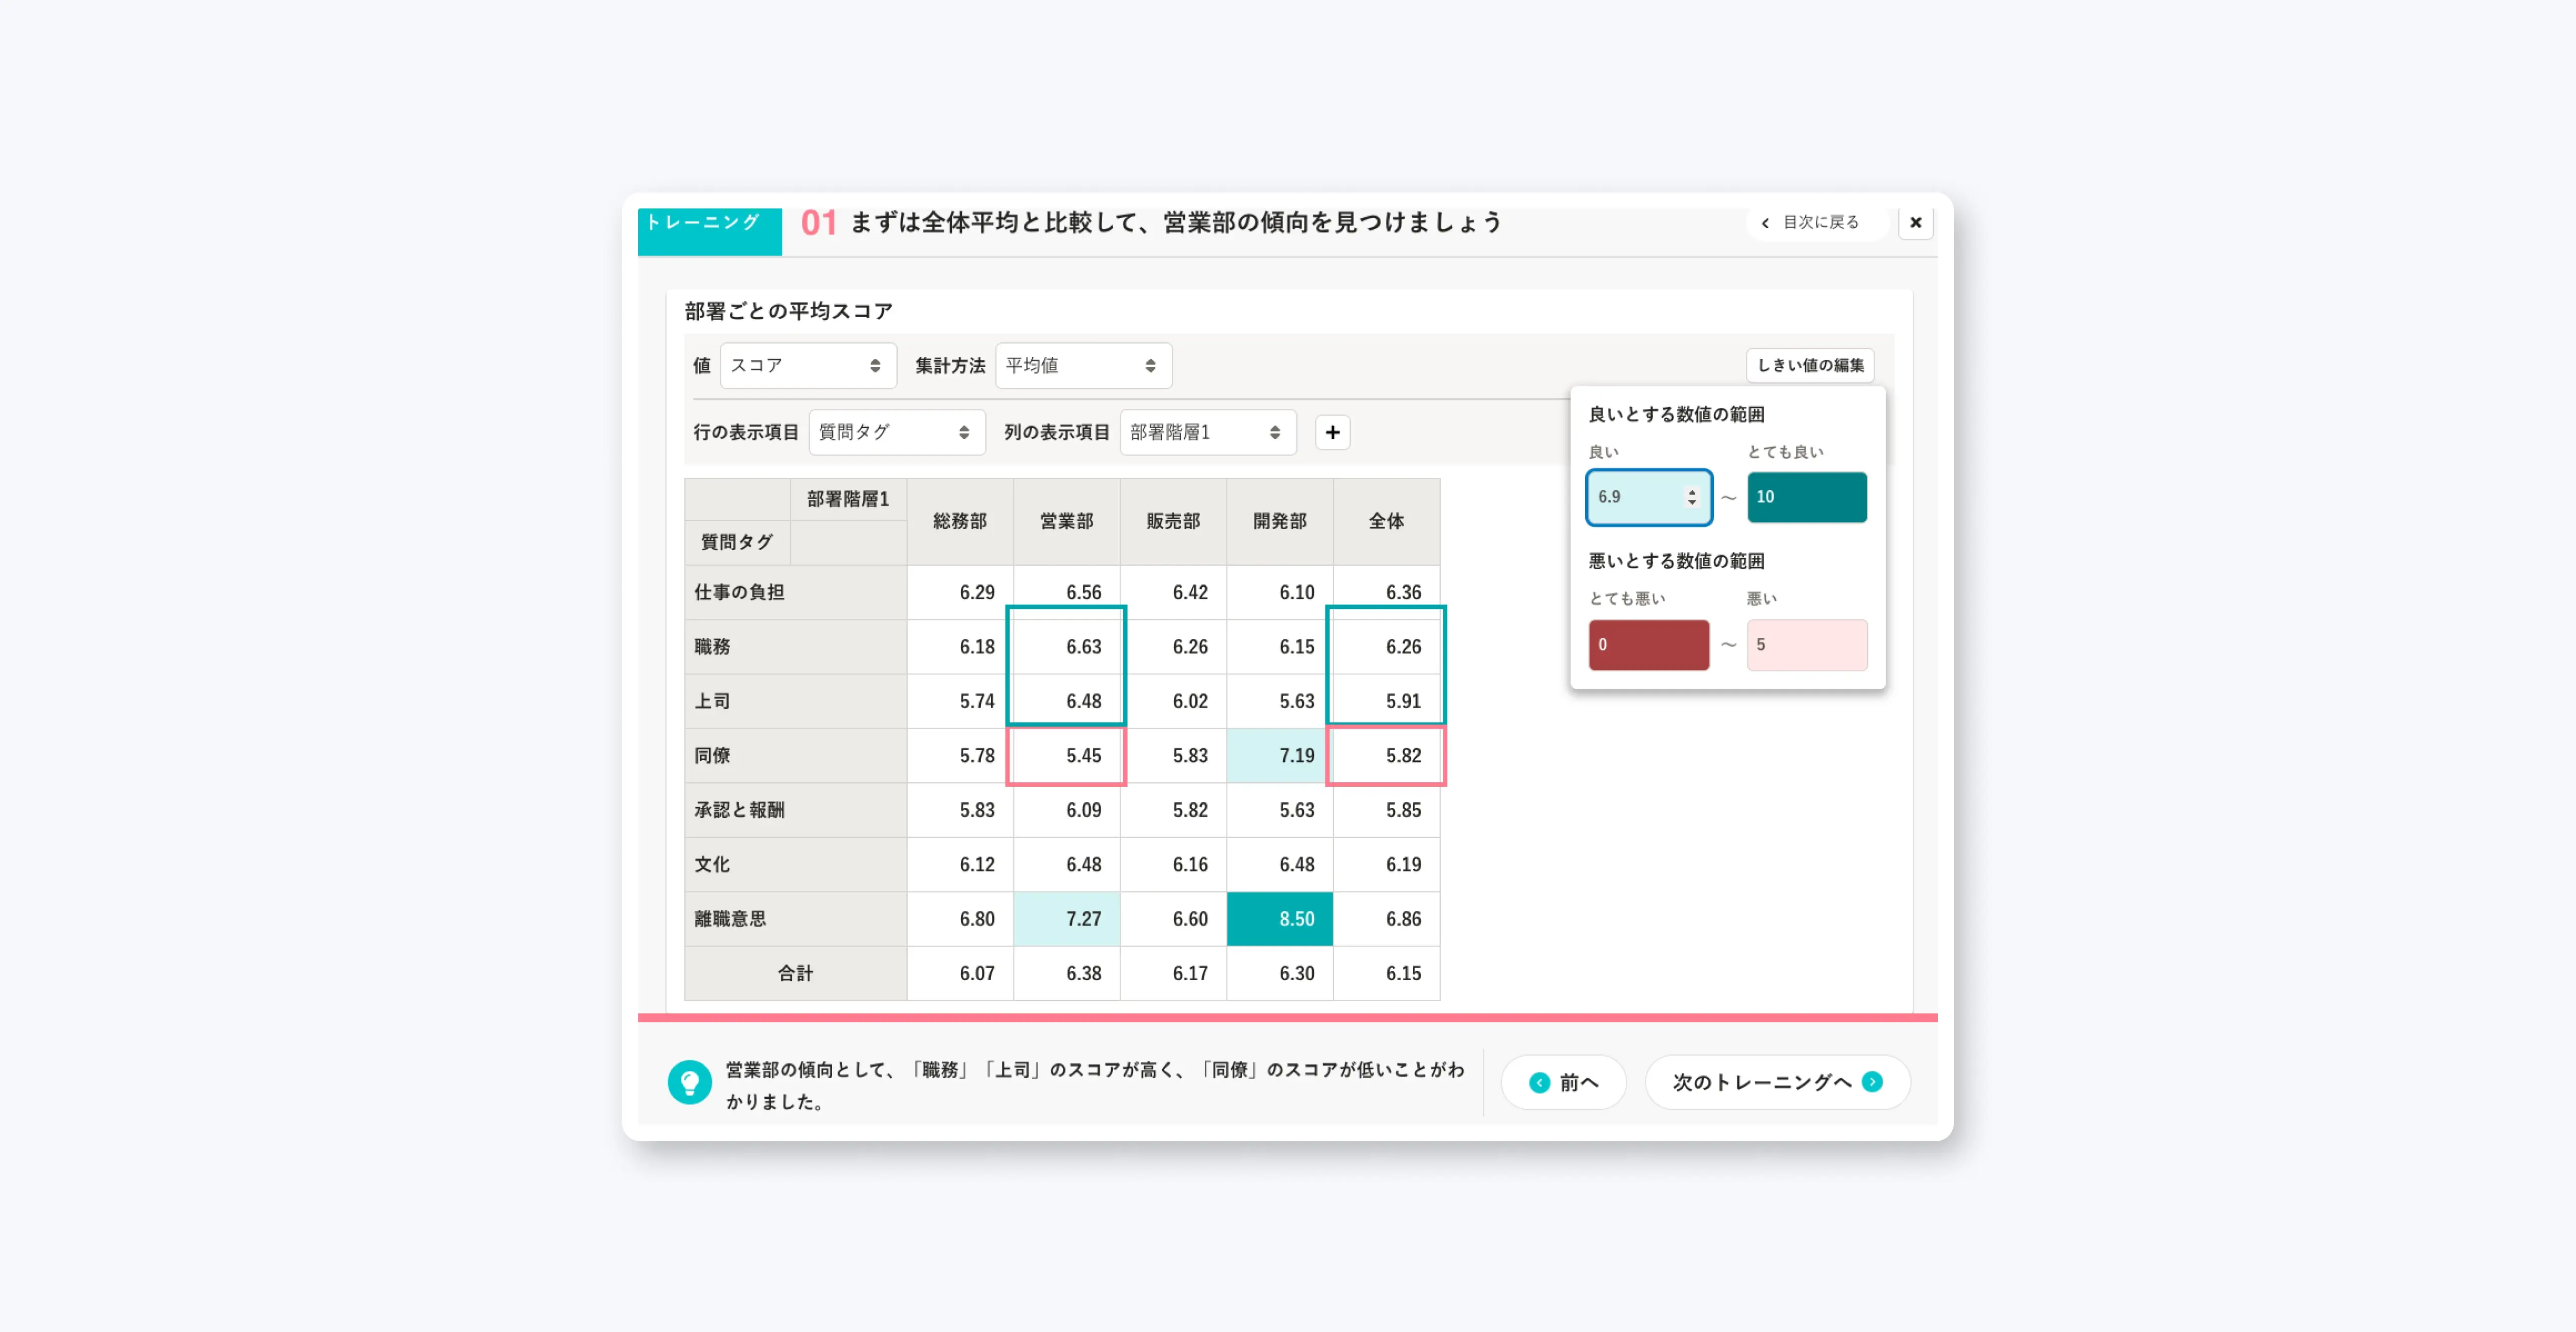 トレーニング 01 まずは全体平均と比較して、営業部の傾向を見つけましょう 目次に戻る
部署ごとの平均スコア
値 スコア 集計方法 平均値 しきい値の編集
行の表示項目 質問タグ 列の表示項目 部署階層1 +
良いとする数値の範囲
良い とても良い
6.9 ～ 10
悪いとする数値の範囲
とても悪い 悪い
0 ～ 5
部署階層1 総務部 営業部 販売部 開発部 全体
質問タグ
仕事の負担 6.29 6.56 6.42 6.10 6.36
職務 6.18 6.63 6.26 6.15 6.26
上司 5.74 6.48 6.02 5.63 5.91
同僚 5.78 5.45 5.83 7.19 5.82
承認と報酬 5.83 6.09 5.82 5.63 5.85
文化 6.12 6.48 6.16 6.48 6.19
離職意思 6.80 7.27 6.60 8.50 6.86
合計 6.07 6.38 6.17 6.30 6.15
営業部の傾向として、「職務」「上司」のスコアが高く、「同僚」のスコアが低いことがわ
かりました。
前へ 次のトレーニングへ